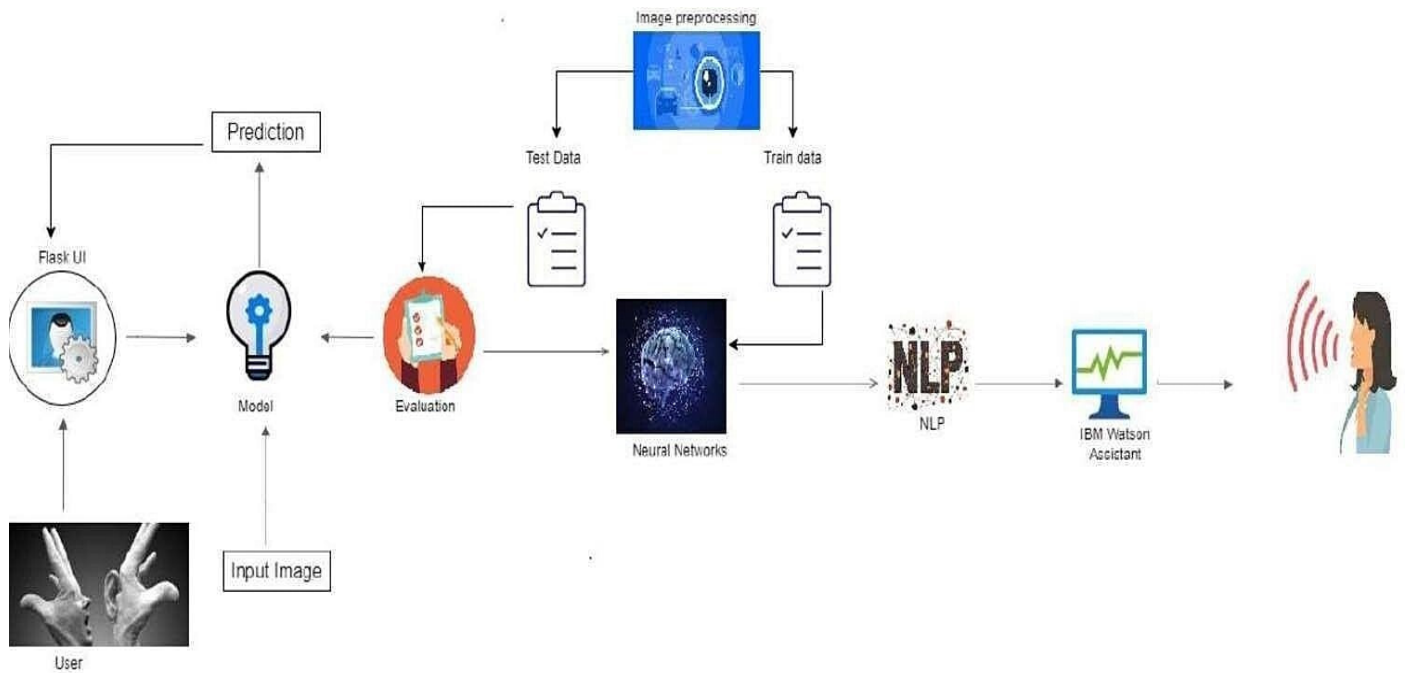 Image preprocessing
Prediction
Test Data
Train data
Flask UI
Model
Evaluation
Neural Networks
NLP
NLP
IBM Watson
Assistant
Input Image
User